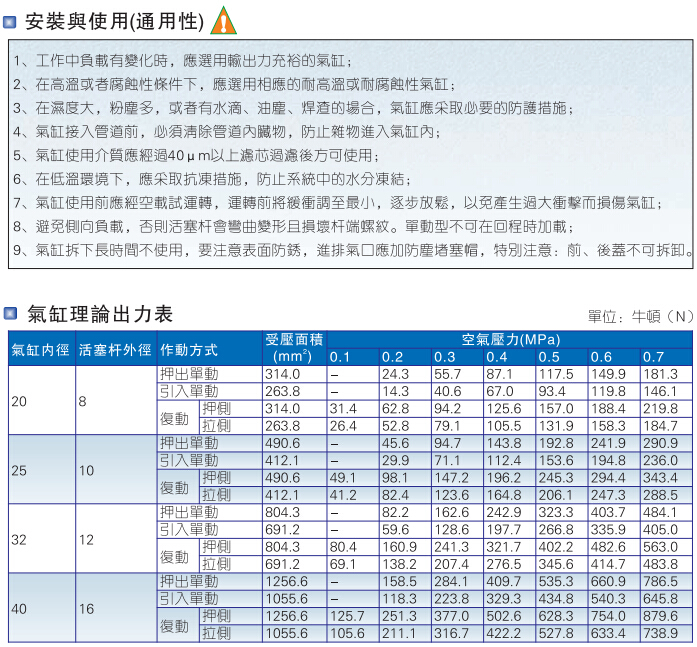 安裝與使用(通用性)
1、工作中負載有變化時，應選用輸出力充裕的氣缸；
2、在高溫或者腐蝕性條件下，應選用相應的耐高溫或耐腐蝕性氣缸；
3、在濕度大，粉塵多，或者有水滴、油塵、焊渣的場合，氣缸應采取必要的防護措施；
4、氣缸接入管道前，必須清除管道內臟物，防止雜物進入氣缸內；
5、氣缸使用介質應經過40μm以上濾芯過濾後方可使用；
6、在低溫環境下，應采取抗凍措施，防止系統中的水分凍結；
7、氣缸使用前應經空載試運轉，運轉前將緩衝調至最小，逐步放鬆，以免產生過大衝擊而損傷氣缸；
8、避免側向負載，否則活塞杆會彎曲變形且損壞杆端螺紋。單動型不可在回程時加載；
9、氣缸拆下長時間不使用，要注意表面防銹，進排氣口應加防塵堵塞帽，特別注意：前、後蓋不可拆卸。
氣缸理論出力表
單位：牛頓（N）
氣缸內徑 活塞杆外徑 作動方式 受壓面積(mm²) 空氣壓力(MPa)
0.1 0.2 0.3 0.4 0.5 0.6 0.7
20 8 押出單動 314.0 – 24.3 55.7 87.1 117.5 149.9 181.3
引入單動 263.8 – 14.3 40.6 67.0 93.4 119.8 146.1
復動 押側 314.0 31.4 62.8 94.2 125.6 157.0 188.4 219.8
拉側 263.8 26.4 52.8 79.1 105.5 131.9 158.3 184.7
25 10 押出單動 490.6 – 45.6 94.7 143.8 192.8 241.9 290.9
引入單動 412.1 – 29.9 71.1 112.4 153.6 194.8 236.0
復動 押側 490.6 49.1 98.1 147.2 196.2 245.3 294.4 343.4
拉側 412.1 41.2 82.4 123.6 164.8 206.1 247.3 288.5
32 12 押出單動 804.3 – 82.2 162.6 242.9 323.3 403.7 484.1
引入單動 691.2 – 59.6 128.6 197.7 266.8 335.9 405.0
復動 押側 804.3 80.4 160.9 241.3 321.7 402.2 482.6 563.0
拉側 691.2 69.1 138.2 207.4 276.5 345.6 414.7 483.8
40 16 押出單動 1256.6 – 158.5 284.1 409.7 535.3 660.9 786.5
引入單動 1055.6 – 118.3 223.8 329.3 434.8 540.3 645.8
復動 押側 1256.6 125.7 251.3 377.0 502.6 628.3 754.0 879.6
拉側 1055.6 105.6 211.1 316.7 422.2 527.8 633.4 738.9